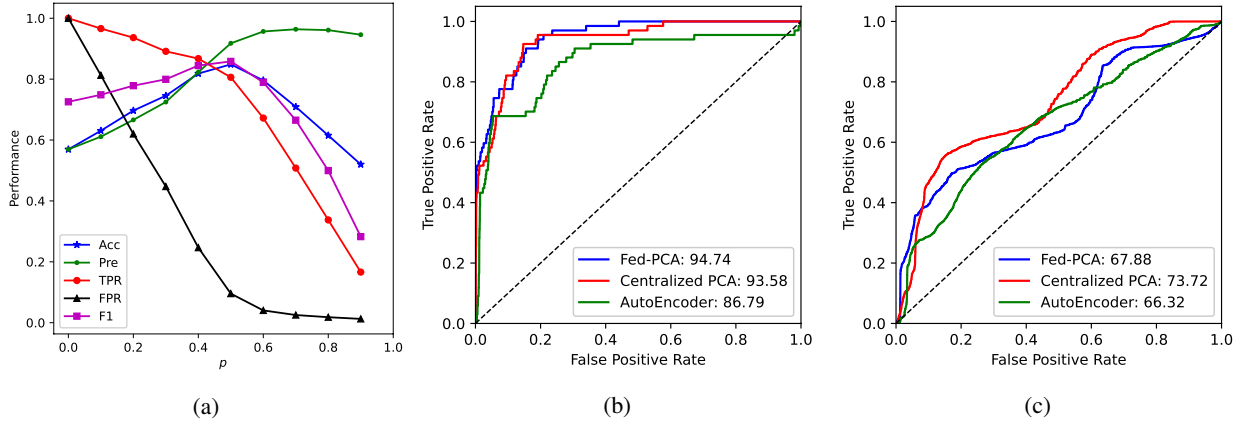 1.0
0.8
0.6
0.4
0.2
0.0
Performance
Acc
Pre
TPR
FPR
F1
0.0 0.2 0.4 0.6 0.8 1.0
p
(a)
1.0
0.8
0.6
0.4
0.2
0.0
True Positive Rate
Fed-PCA: 94.74
Centralized PCA: 93.58
AutoEncoder: 86.79
0.0 0.2 0.4 0.6 0.8 1.0
False Positive Rate
(b)
1.0
0.8
0.6
0.4
0.2
0.0
True Positive Rate
Fed-PCA: 67.88
Centralized PCA: 73.72
AutoEncoder: 66.32
0.0 0.2 0.4 0.6 0.8 1.0
False Positive Rate
(c)